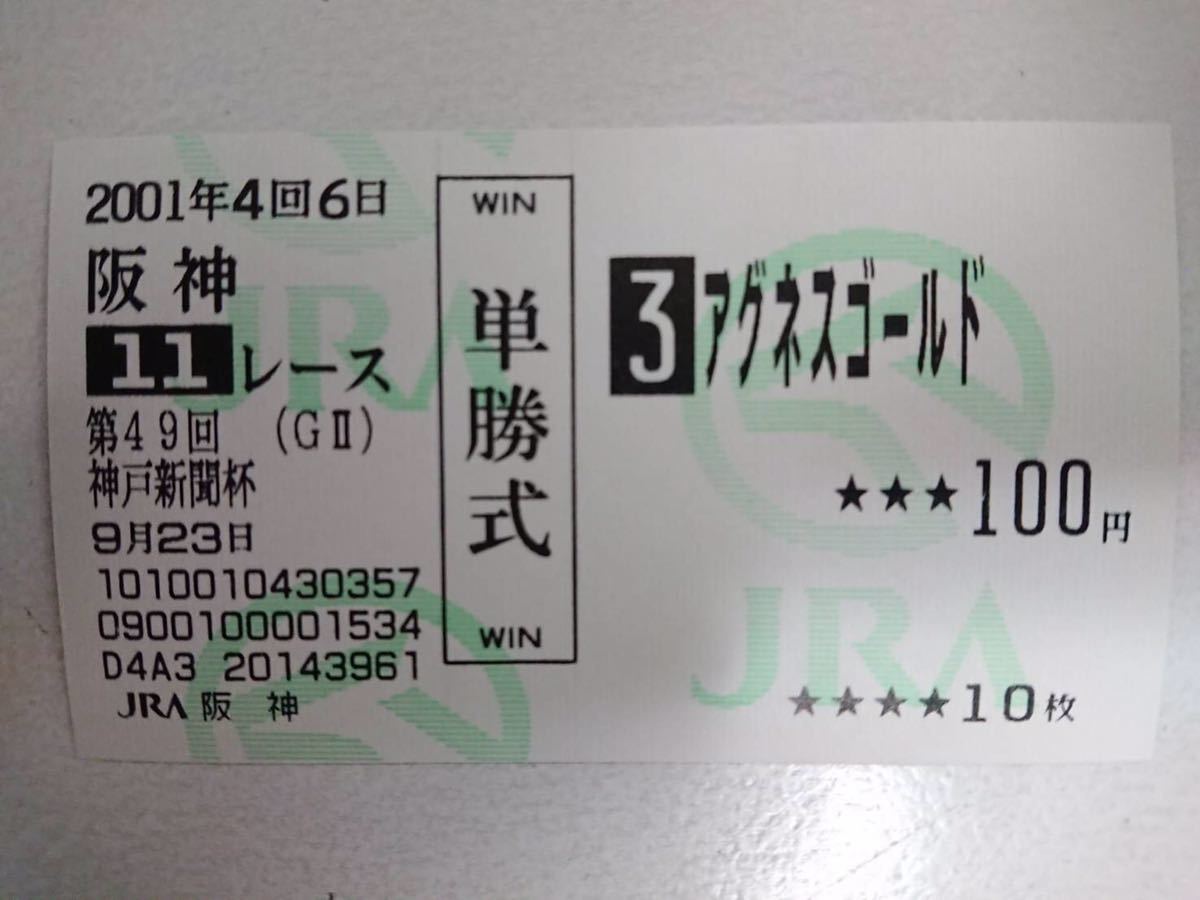 2001年4回6日
阪神
11レース
第49回 (GⅡ)
神戸新聞杯
9月23日
1010010430357
0900100001534
D4A3 20143961
JRA 阪神
WIN
単勝式
WIN
3 アグネスゴールド
★★★100円
★★★★10枚
JRA
JRA